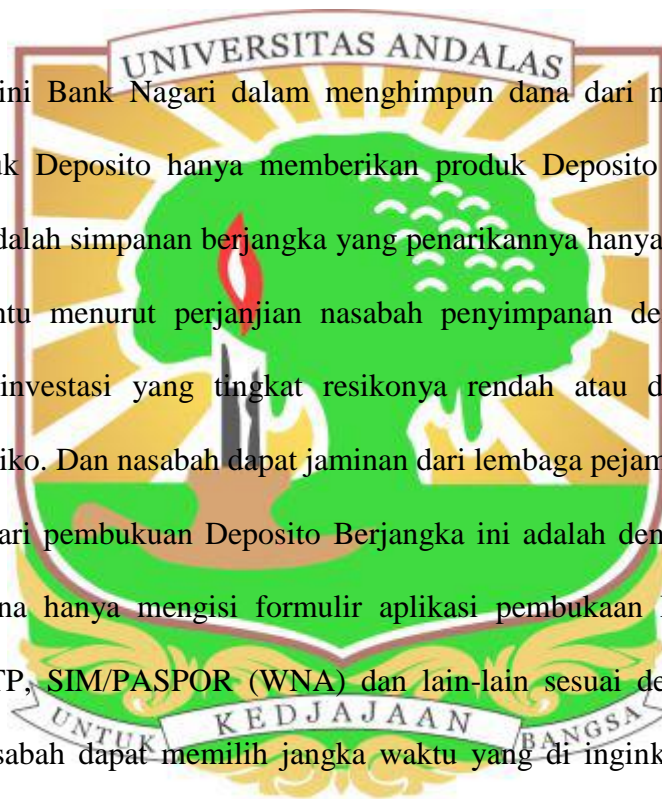 UNIVERSITAS ANDALAS
ini Bank Nagari dalam menghimpun dana dari
Deposito hanya memberikan produk Deposito
dalah simpanan berjangka yang penarikannya hanya
ntu menurut perjanjian nasabah penyimpanan de
investasi yang tingkat resikonya rendah atau d
iko. Dan nasabah dapat jaminan dari lembaga pejam
ari pembukuan Deposito Berjangka ini adalah den
na hanya mengisi formulir aplikasi pembukaan
TP, SIM/PASPOR (WNA) dan lain-lain sesuai de
UNTUK KEDJAJAAN BANGSA
sabah dapat memilih jangka waktu yang di ingink